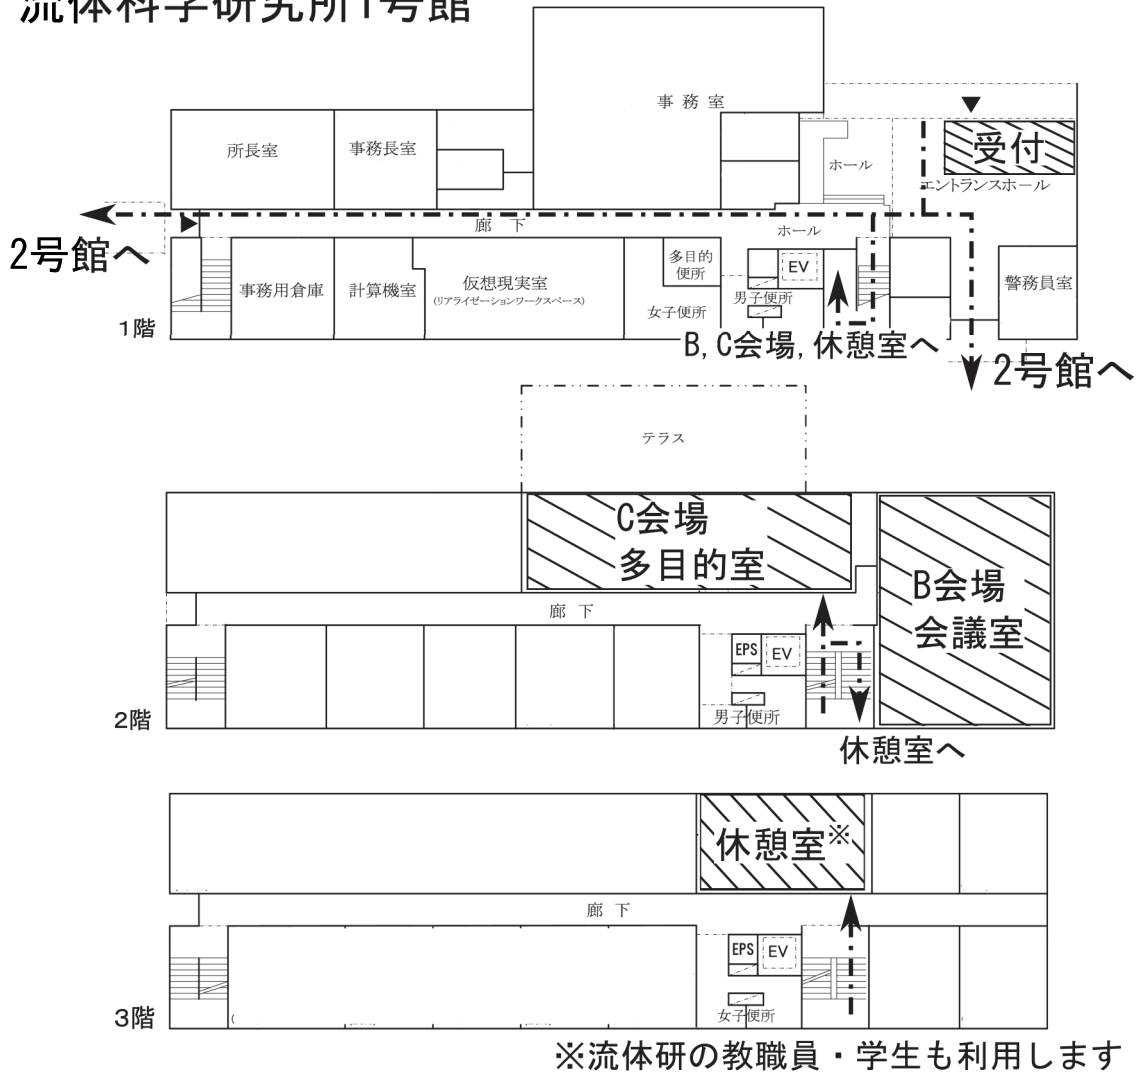 流体科学研究所1号館
事 務 室
受付
所長室
事務長室
ホール
エントランスホール
廊 下
ホール
2号館へ
多目的
便所
EV
仮想現実室
(リアライゼーションワークスペース)
事務用倉庫
計算機室
女子便所
男子便所
警務員室
1階
B, C会場, 休憩室へ
2号館へ
テラス
C会場
多目的室
B会場
会議室
廊 下
EPS
EV
2階
男子便所
休憩室へ
休憩室※
廊 下
EPS
EV
3階
女子便所
※流体研の教職員・学生も利用します